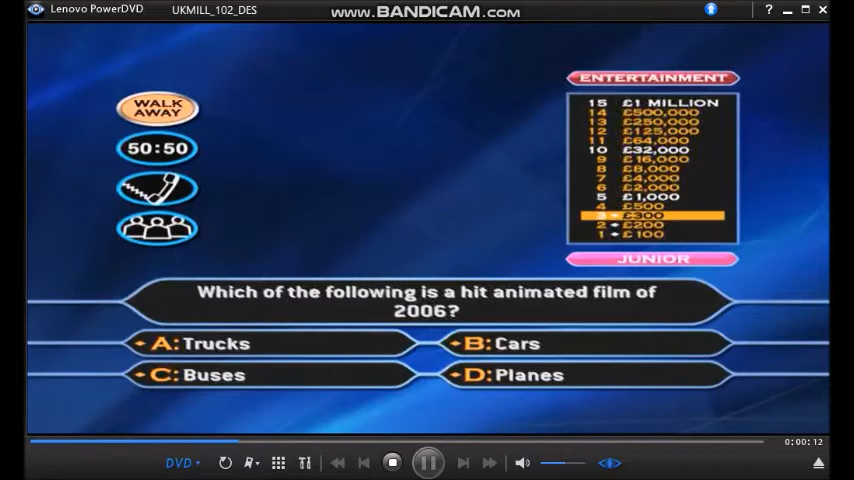 Lenovo PowerDVD
UKMILL_102_DES
www.BANDICAM.com
WALK AWAY
50:50
ENTERTAINMENT
15 £1 MILLION
14 £500,000
13 £250,000
12 £125,000
11 £64,000
10 £32,000
9 £16,000
8 £8,000
7 £4,000
6 £2,000
5 £1,000
4 £500
3 £300
2 £200
1 £100
JUNIOR
Which of the following is a hit animated film of
2006?
A: Trucks
B: Cars
C: Buses
D: Planes
0:00:12
DVD